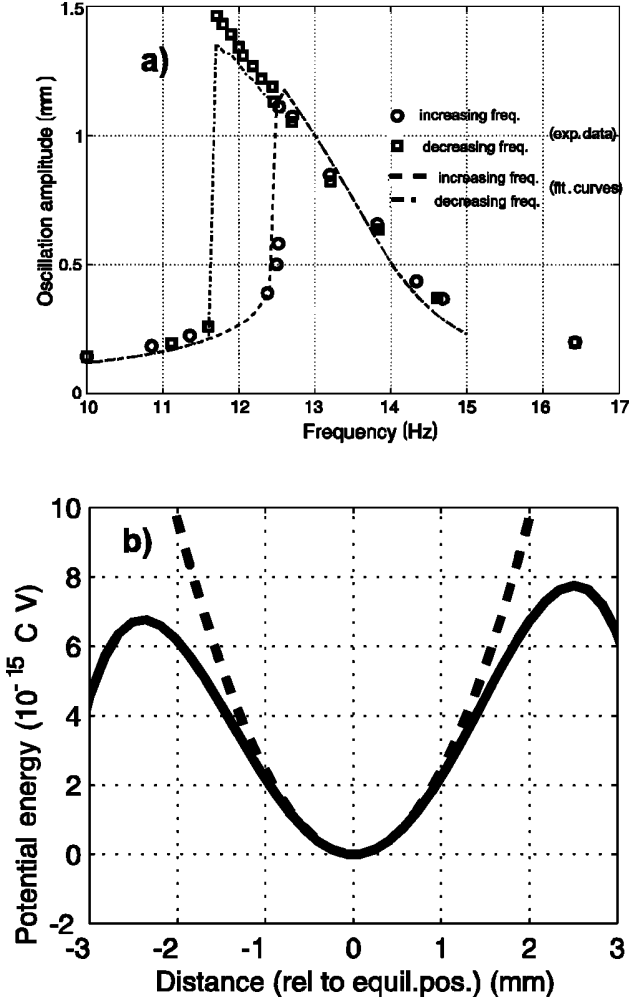 a)
Oscillation amplitude (mm)
1.5
1
0.5
0
increasing freq.
(exp.data)
decreasing freq.
increasing freq.
(fit.curves)
decreasing freq.
10 11 12 13 14 15 16 17
Frequency (Hz)
b)
Potential energy (10⁻¹⁵ C V)
10
8
6
4
2
0
-2
-3 -2 -1 0 1 2 3
Distance (rel to equil.pos.) (mm)